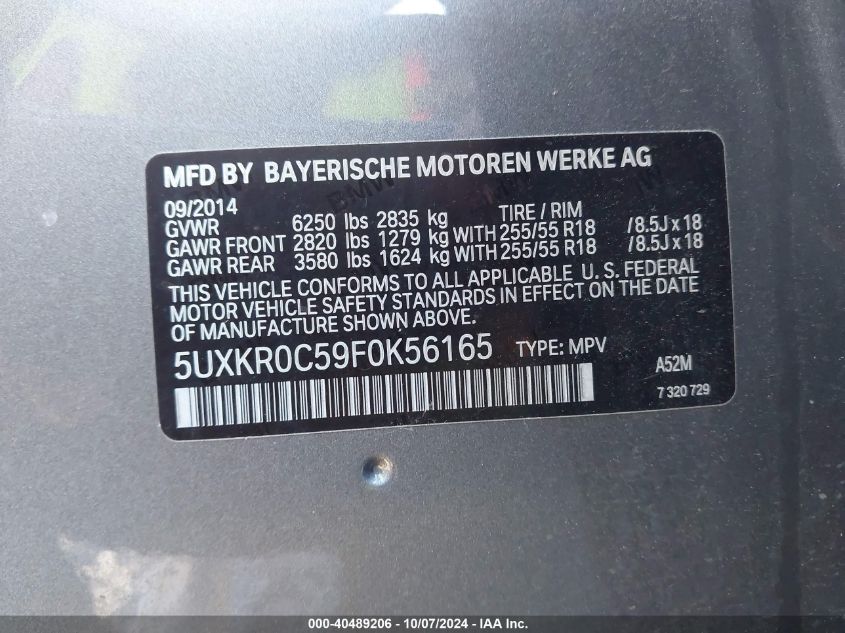 MFD BY BAYERISCHE MOTOREN WERKE AG
09/2014
GVWR 6250 lbs 2835 kg TIRE / RIM
GAWR FRONT 2820 lbs 1279 kg WITH 255/55 R18 /8.5J x 18
GAWR REAR 3580 lbs 1624 kg WITH 255/55 R18 /8.5J x 18
THIS VEHICLE CONFORMS TO ALL APPLICABLE U. S. FEDERAL
MOTOR VEHICLE SAFETY STANDARDS IN EFFECT ON THE DATE
OF MANUFACTURE SHOWN ABOVE.
5UXKR0C59F0K56165 TYPE: MPV
A52M
7 320 729
000-40489206 - 10/07/2024 - IAA Inc.